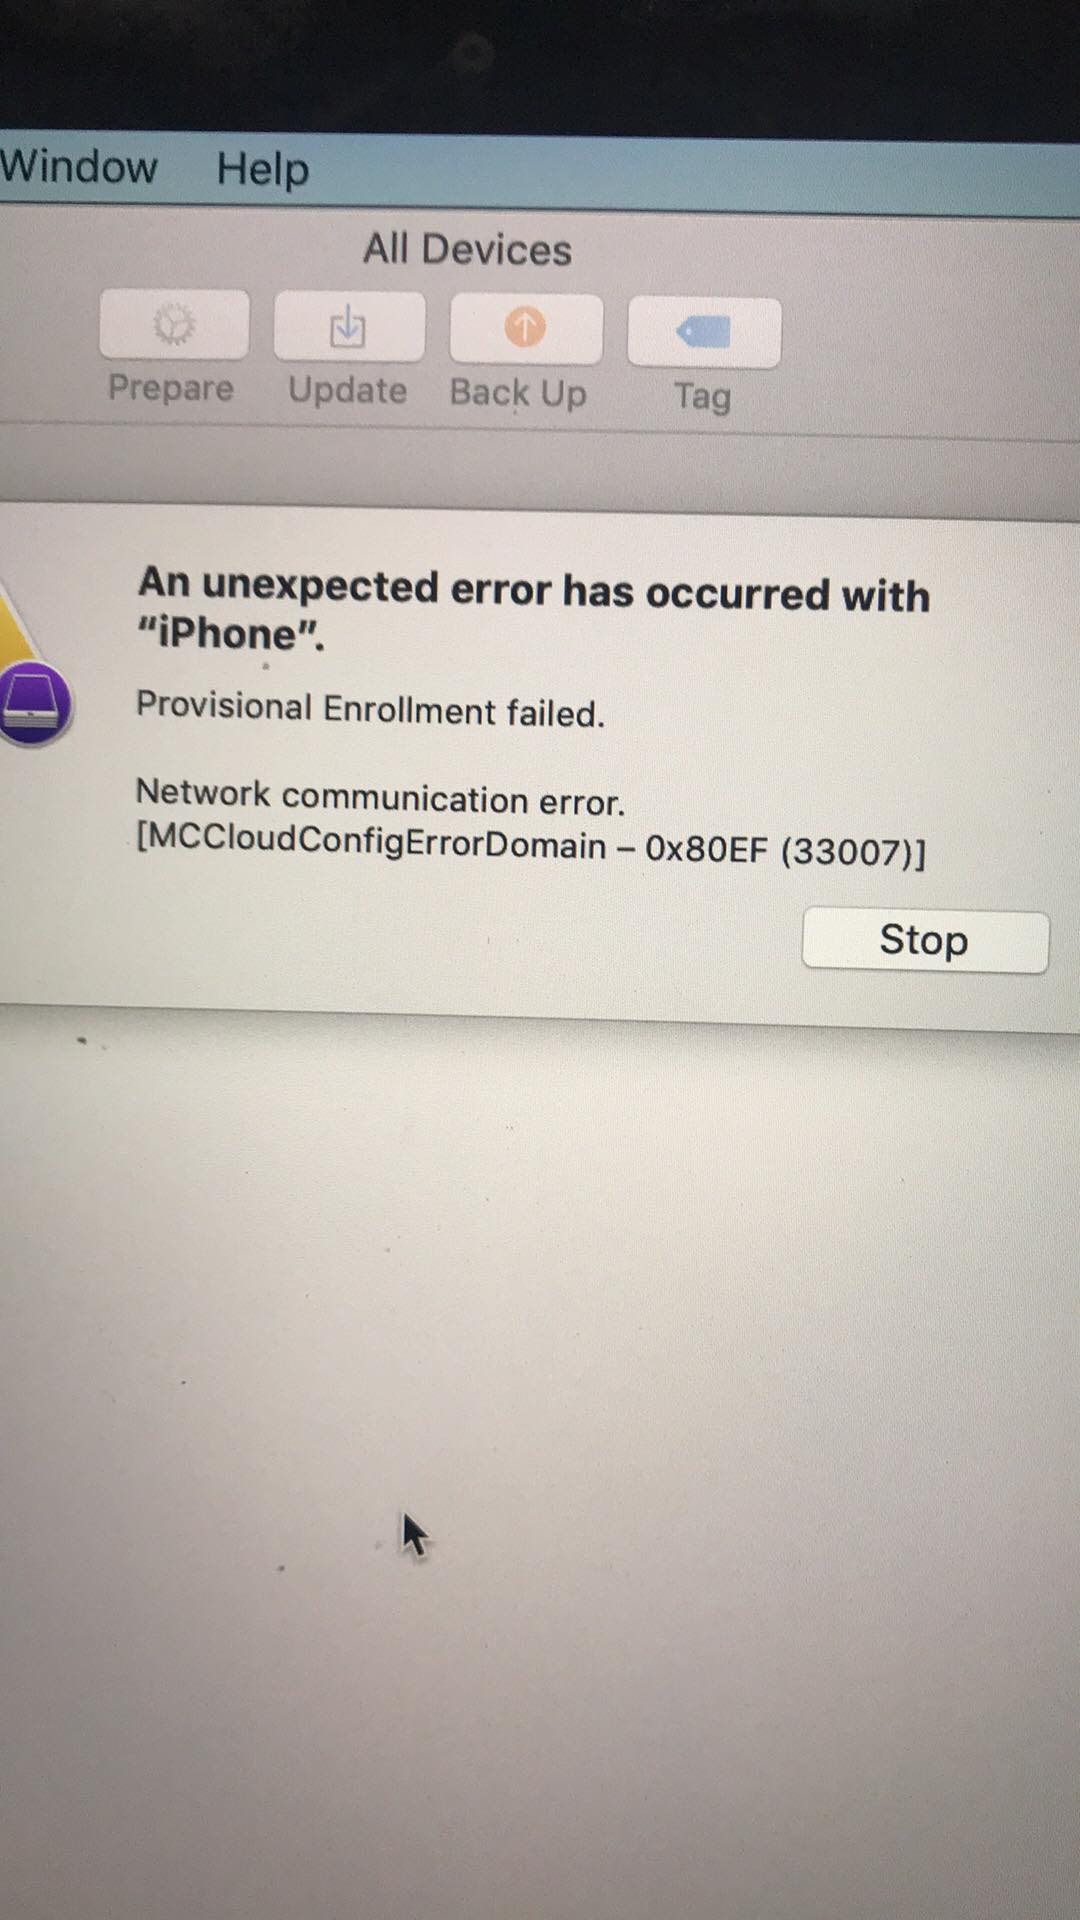 Window Help
All Devices
Prepare Update Back Up Tag
An unexpected error has occurred with
“iPhone”.
Provisional Enrollment failed.
Network communication error.
[MCCloudConfigErrorDomain – 0x80EF (33007)]
Stop